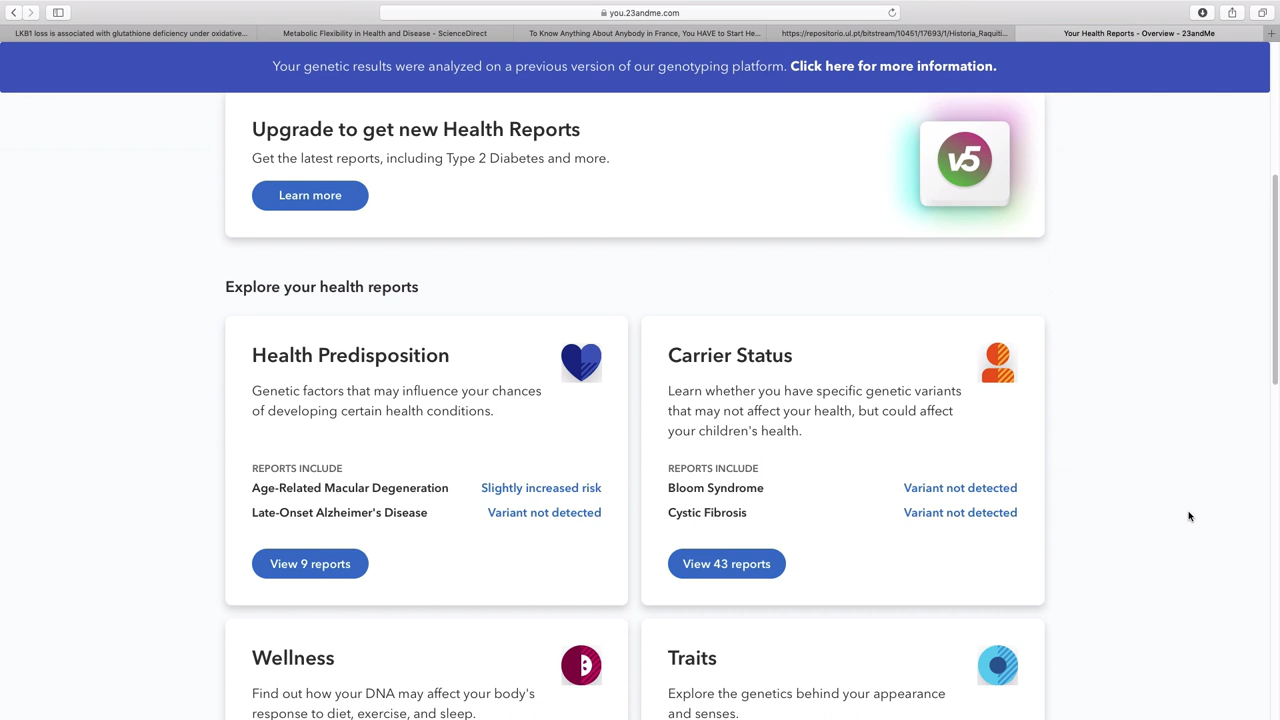 you.23andme.com
LKB1 loss is associated with glutathione deficiency under oxidative...
Metabolic Flexibility in Health and Disease - ScienceDirect
To Know Anything About Anybody in France, You HAVE to Start He...
https://repositorio.ul.pt/bitstream/10451/17693/1/Historia_Raquiti...
Your Health Reports - Overview - 23andMe
Your genetic results were analyzed on a previous version of our genotyping platform. Click here for more information.
Upgrade to get new Health Reports
Get the latest reports, including Type 2 Diabetes and more.
Learn more
v5
Explore your health reports
Health Predisposition
Genetic factors that may influence your chances
of developing certain health conditions.
REPORTS INCLUDE
Age-Related Macular Degeneration Slightly increased risk
Late-Onset Alzheimer's Disease Variant not detected
View 9 reports
Carrier Status
Learn whether you have specific genetic variants
that may not affect your health, but could affect
your children's health.
REPORTS INCLUDE
Bloom Syndrome Variant not detected
Cystic Fibrosis Variant not detected
View 43 reports
Wellness
Find out how your DNA may affect your body's
response to diet, exercise, and sleep.
Traits
Explore the genetics behind your appearance
and senses.